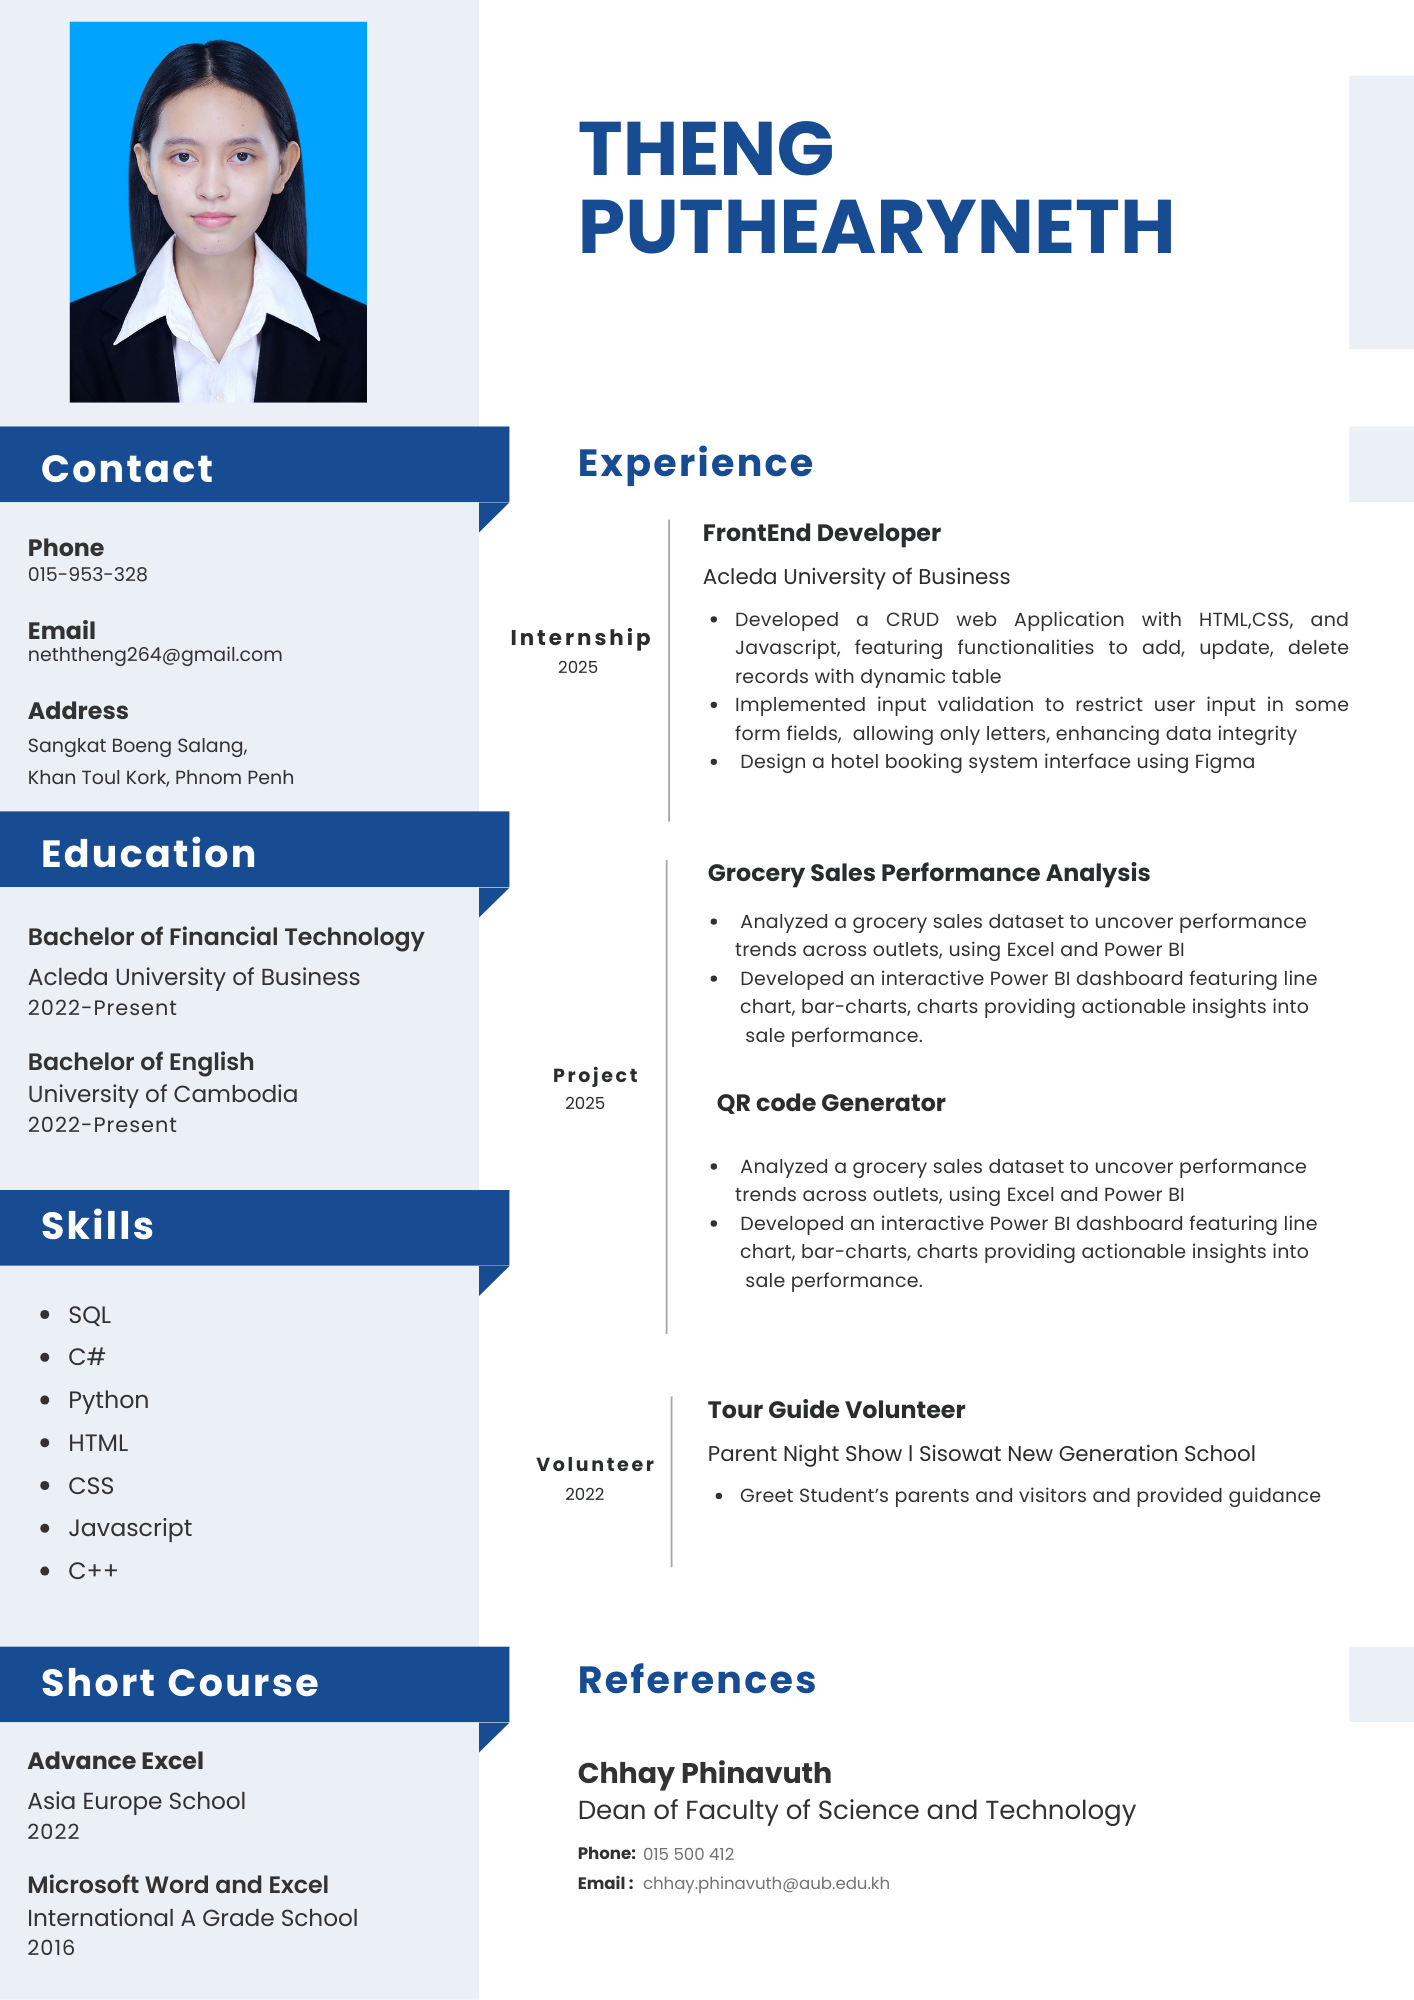 THENG
PUTHEARYNETH
Contact
Phone
015-953-328
Email
neththeng264@gmail.com
Address
Sangkat Boeng Salang,
Khan Toul Kork, Phnom Penh
Education
Bachelor of Financial Technology
Acleda University of Business
2022-Present
Bachelor of English
University of Cambodia
2022-Present
Skills
• SQL
• C#
• Python
• HTML
• CSS
• Javascript
• C++
Short Course
Advance Excel
Asia Europe School
2022
Microsoft Word and Excel
International A Grade School
2016
Experience
Internship
2025
FrontEnd Developer
Acleda University of Business
• Developed a CRUD web Application with HTML,CSS, and
Javascript, featuring functionalities to add, update, delete
records with dynamic table
• Implemented input validation to restrict user input in some
form fields, allowing only letters, enhancing data integrity
• Design a hotel booking system interface using Figma
Project
2025
Grocery Sales Performance Analysis
• Analyzed a grocery sales dataset to uncover performance
trends across outlets, using Excel and Power BI
• Developed an interactive Power BI dashboard featuring line
chart, bar-charts, charts providing actionable insights into
sale performance.
QR code Generator
• Analyzed a grocery sales dataset to uncover performance
trends across outlets, using Excel and Power BI
• Developed an interactive Power BI dashboard featuring line
chart, bar-charts, charts providing actionable insights into
sale performance.
Volunteer
2022
Tour Guide Volunteer
Parent Night Show l Sisowat New Generation School
• Greet Student’s parents and visitors and provided guidance
References
Chhay Phinavuth
Dean of Faculty of Science and Technology
Phone: 015 500 412
Email : chhay.phinavuth@aub.edu.kh